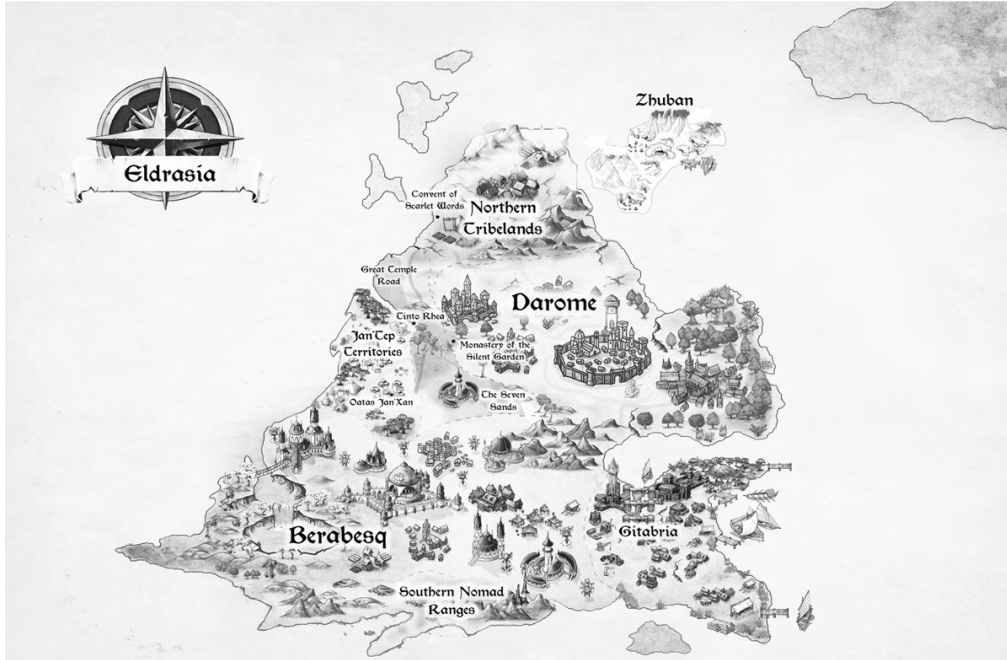 Zhuban
Eldrasia
Convent of
Scarlet Words
Northern
Tribelands
Great Temple
Road
Darome
Tinto Rhea
Jan'Tep
Territories
Monastery of the
Silent Garden
Oatas Jan'Xan
The Seven
Sands
Berabesq
Gitabria
Southern Nomad
Ranges